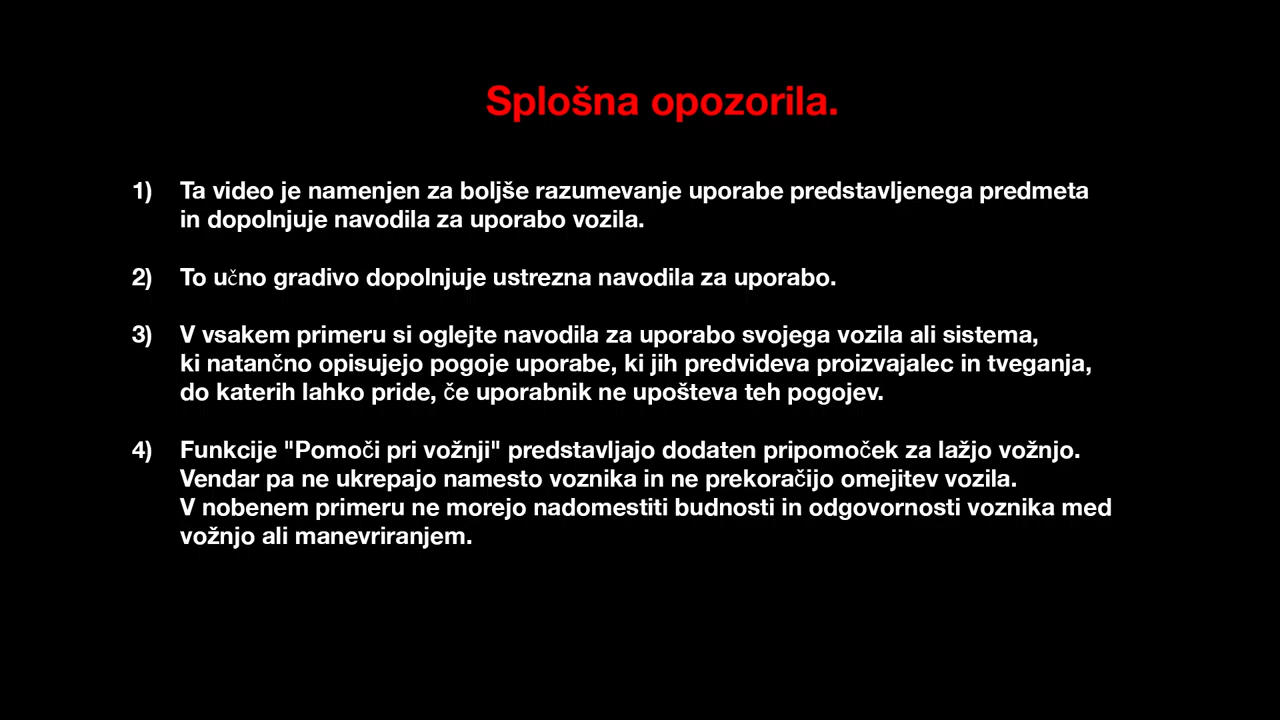 Splošna opozorila.
1) Ta video je namenjen za boljše razumevanje uporabe predstavljenega predmeta
in dopolnjuje navodila za uporabo vozila.
2) To učno gradivo dopolnjuje ustrezna navodila za uporabo.
3) V vsakem primeru si oglejte navodila za uporabo svojega vozila ali sistema,
ki natančno opisujejo pogoje uporabe, ki jih predvideva proizvajalec in tveganja,
do katerih lahko pride, če uporabnik ne upošteva teh pogojev.
4) Funkcije "Pomoči pri vožnji" predstavljajo dodaten pripomoček za lažjo vožnjo.
Vendar pa ne ukrepajo namesto voznika in ne prekoračijo omejitev vozila.
V nobenem primeru ne morejo nadomestiti budnosti in odgovornosti voznika med
vožnjo ali manevriranjem.